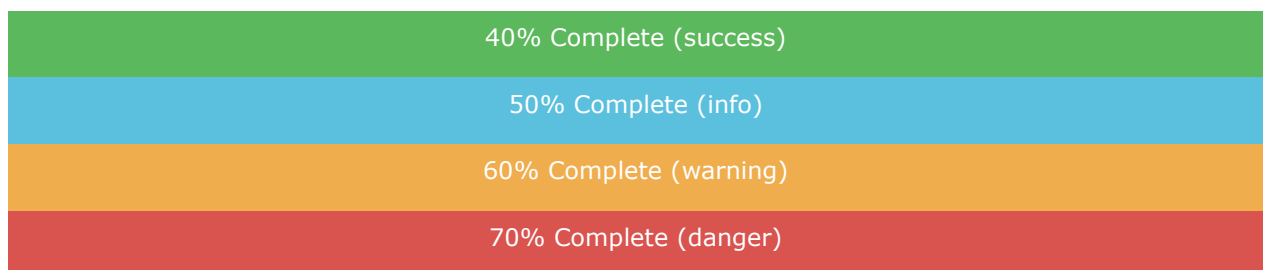 40% Complete (success)
50% Complete (info)
60% Complete (warning)
70% Complete (danger)